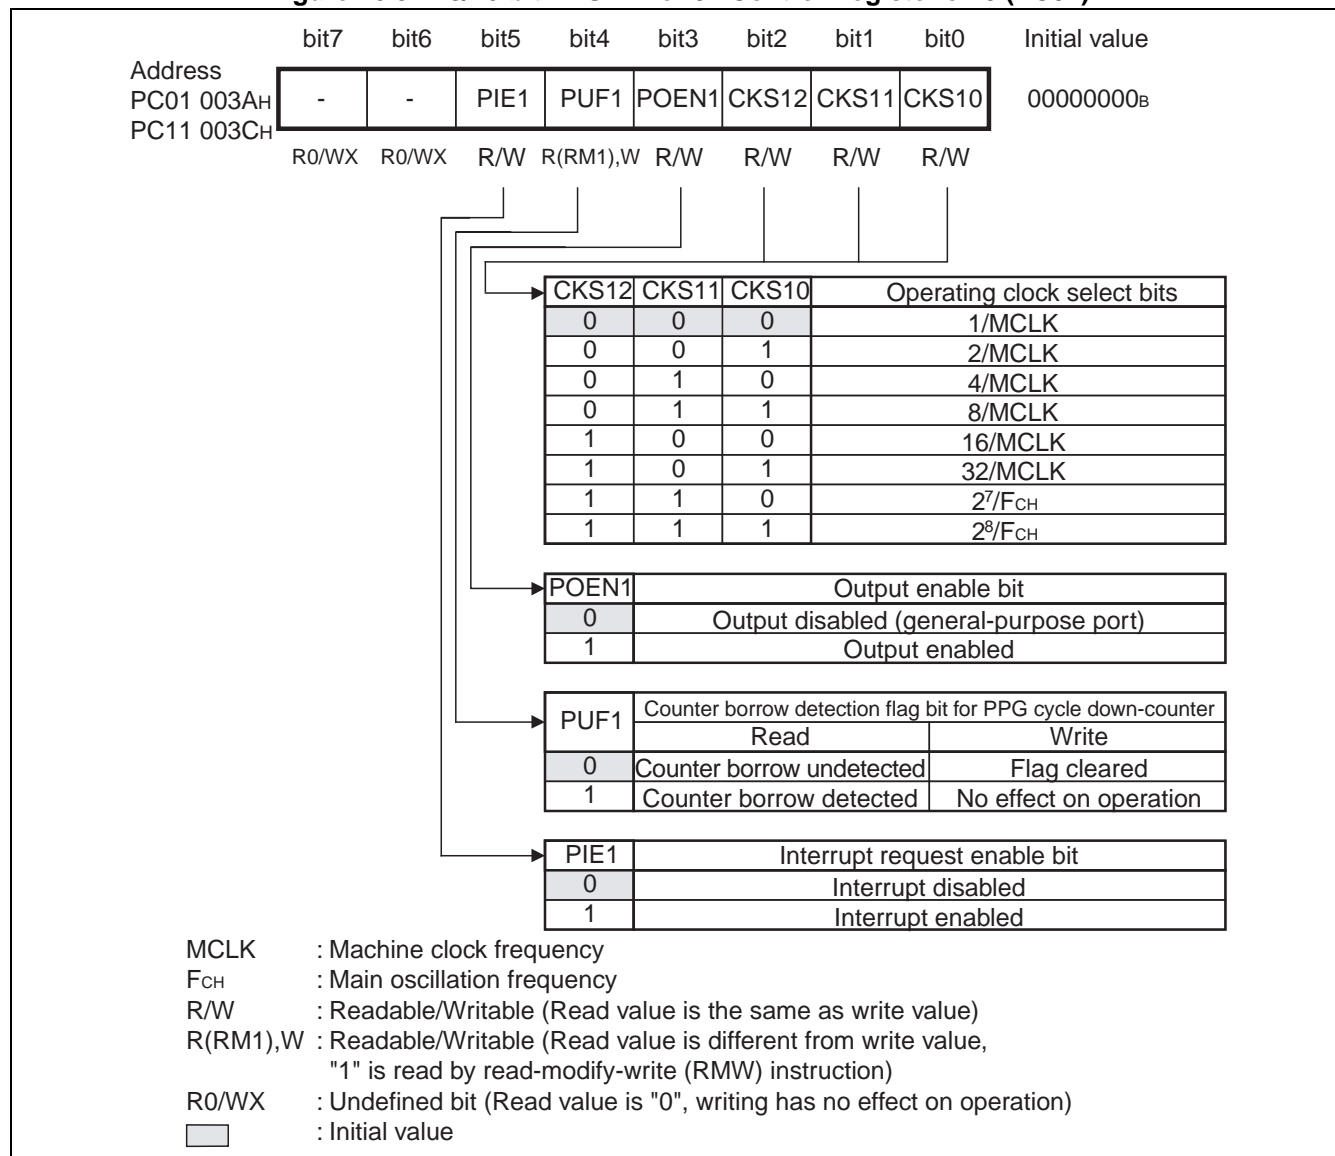 bit7 bit6 bit5 bit4 bit3 bit2 bit1 bit0 Initial value
Address
PC01 003AH - - PIE1 PUF1 POEN1 CKS12 CKS11 CKS10 00000000B
PC11 003CH
R0/WX R0/WX R/W R(RM1),W R/W R/W R/W R/W
CKS12 CKS11 CKS10 Operating clock select bits
0 0 0 1/MCLK
0 0 1 2/MCLK
0 1 0 4/MCLK
0 1 1 8/MCLK
1 0 0 16/MCLK
1 0 1 32/MCLK
1 1 0 2⁷/FCH
1 1 1 2⁸/FCH
POEN1 Output enable bit
0 Output disabled (general-purpose port)
1 Output enabled
PUF1 Counter borrow detection flag bit for PPG cycle down-counter
Read Write
0 Counter borrow undetected Flag cleared
1 Counter borrow detected No effect on operation
PIE1 Interrupt request enable bit
0 Interrupt disabled
1 Interrupt enabled
MCLK : Machine clock frequency
FCH : Main oscillation frequency
R/W : Readable/Writable (Read value is the same as write value)
R(RM1),W : Readable/Writable (Read value is different from write value,
"1" is read by read-modify-write (RMW) instruction)
R0/WX : Undefined bit (Read value is "0", writing has no effect on operation)
: Initial value